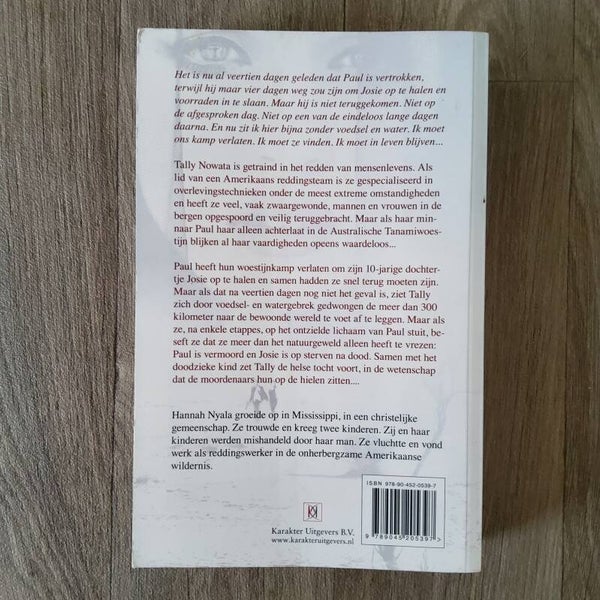 Het is nu al veertien dagen geleden dat Paul is vertrokken,
terwijl hij maar vier dagen weg zou zijn om Josie op te halen en
voorraden in te slaan. Maar hij is niet teruggekomen. Niet op
de afgesproken dag. Niet op een van de eindeloos lange dagen
daarna. En nu zit ik hier bijna zonder voedsel en water. Ik moet
ons kamp verlaten. Ik moet ze vinden. Ik moet in leven blijven...
Tally Nowata is getraind in het redden van mensenlevens. Als
lid van een Amerikaans reddingsteam is ze gespecialiseerd in
overlevingstechnieken onder de meest extreme omstandigheden
en heeft ze veel, vaak zwaargewonde, mannen en vrouwen in de
bergen opgespoord en veilig teruggebracht. Maar als haar min-
naar Paul haar alleen achterlaat in de Australische Tanamiwoes-
tijn blijken al haar vaardigheden opeens waardeloos...
Paul heeft hun woestijnkamp verlaten om zijn 10-jarige dochter-
tje Josie op te halen en samen hadden ze snel terug moeten zijn.
Maar als dat na veertien dagen nog niet het geval is, ziet Tally
zich door voedsel- en watergebrek gedwongen de meer dan 300
kilometer naar de bewoonde wereld te voet af te leggen. Maar als
ze, na enkele etappes, op het ontzielde lichaam van Paul stuit, be-
seft ze dat ze meer dan het natuurgeweld alleen heeft te vrezen:
Paul is vermoord en Josie is op sterven na dood. Samen met het
doodzieke kind zet Tally de helse tocht voort, in de wetenschap
dat de moordenaars hun op de hielen zitten....
Hannah Nyala groeide op in Mississippi, in een christelijke
gemeenschap. Ze trouwde en kreeg twee kinderen. Zij en haar
kinderen werden mishandeld door haar man. Ze vluchtte en vond
werk als reddingswerker in de onherbergzame Amerikaanse
wildernis.
ISBN 978-90-452-0539-7
9 789045 205397
Karakter Uitgevers B.V.
www.karakteruitgevers.nl